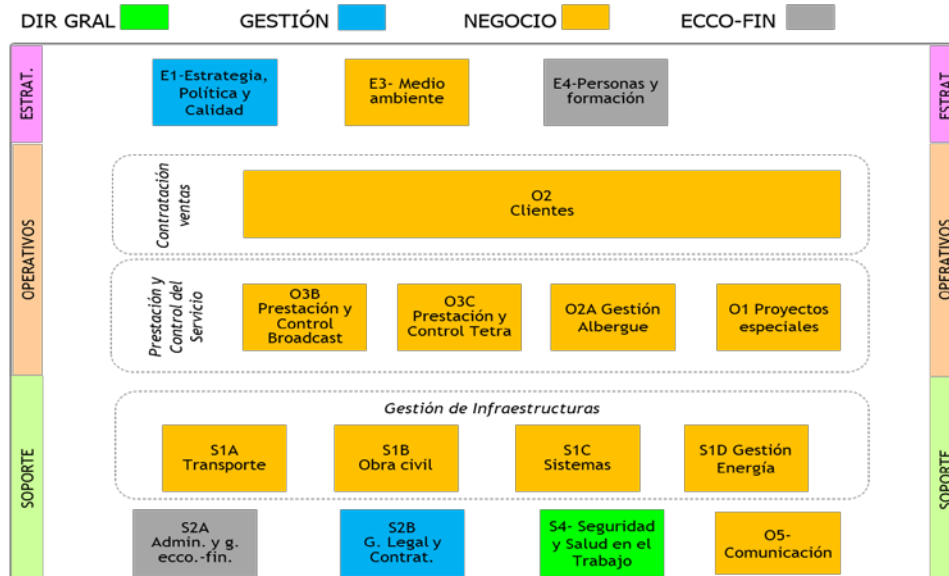 DIR GRAL GESTIÓN NEGOCIO ECCO-FIN
ESTRAT.
E1-Estrategia,
Política y
Calidad
E3- Medio
ambiente
E4-Personas y
formación
ESTRAT.
OPERATIVOS
Contratación
ventas
O2
Clientes
OPERATIVOS
Prestación y
Control del
Servicio
O3B
Prestación y
Control
Broadcast
O3C
Prestación y
Control Tetra
O2A Gestión
Albergue
O1 Proyectos
especiales
SOPORTE
Gestión de Infraestructuras
S1A
Transporte
S1B
Obra civil
S1C
Sistemas
S1D Gestión
Energía
SOPORTE
S2A
Admin. y g.
ecco.-fin.
S2B
G. Legal y
Contrat.
S4- Seguridad
y Salud en el
Trabajo
O5-
Comunicación